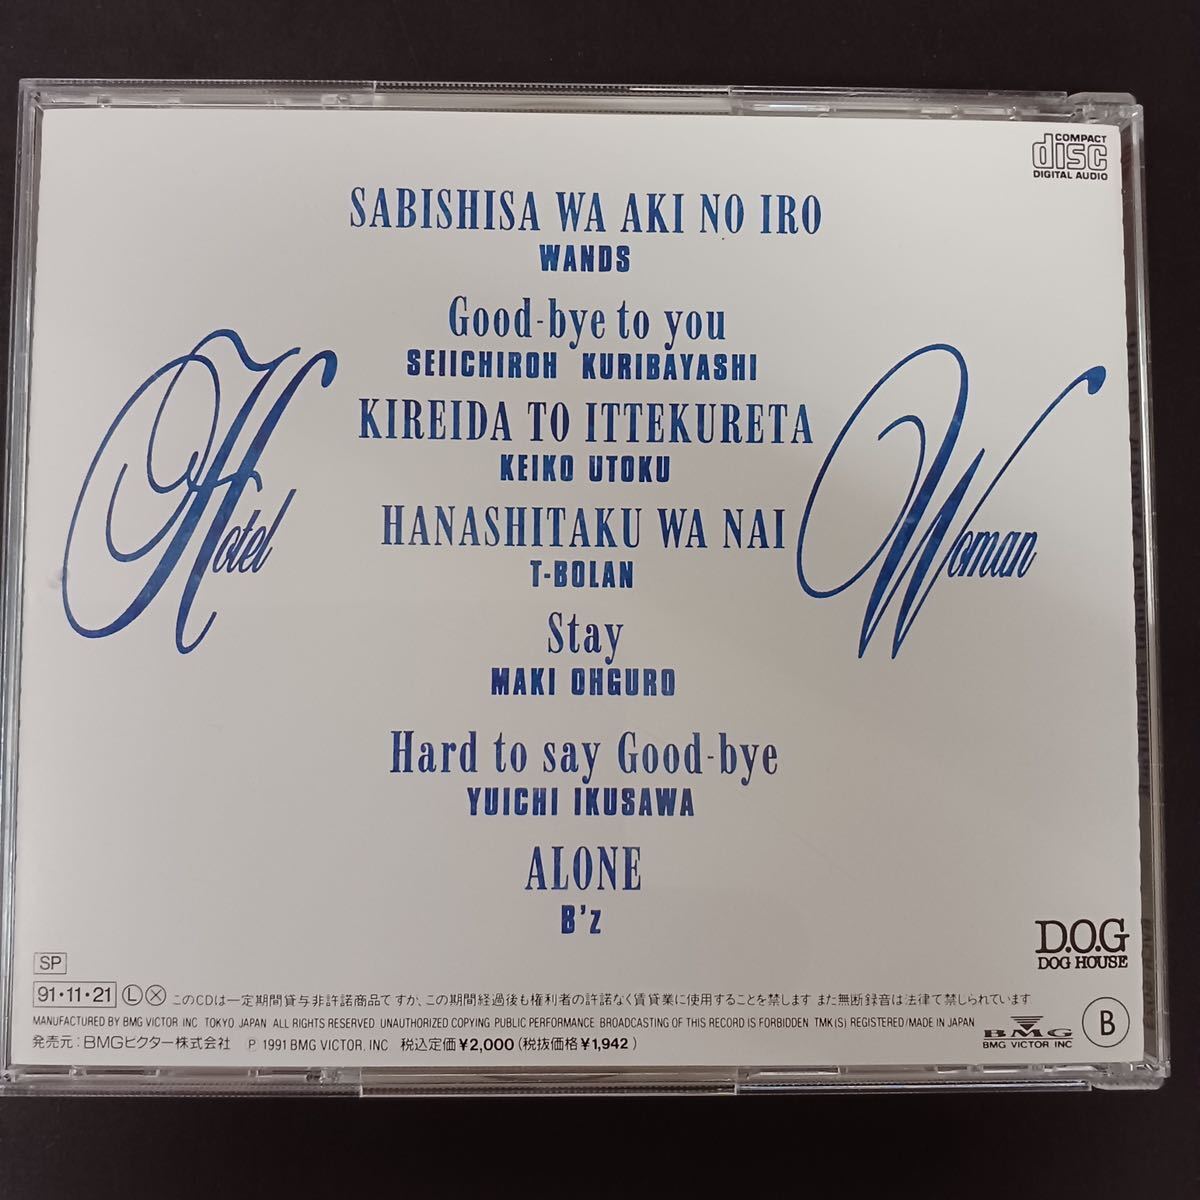 COMPACT
disc
DIGITAL AUDIO
SABISHISA WA AKI NO IRO
WANDS
Good-bye to you
SEIICHIROH KURIBAYASHI
KIREIDA TO ITTEKURETA
KEIKO UTOKU
HANASHITAKU WA NAI
T-BOLAN
Hotel
Woman
Stay
MAKI OHGURO
Hard to say Good-bye
YUICHI IKUSAWA
ALONE
B'z
D.O.G
DOG HOUSE
SP
91・11・21 Ⓛ Ⓧ このCDは一定期間貸与非許諾商品ですが、この期間経過後も権利者の許諾なく賃貸業に使用することを禁じます また無断録音は法律で禁じられています
MANUFACTURED BY BMG VICTOR INC TOKYO. JAPAN ALL RIGHTS RESERVED. UNAUTHORIZED COPYING PUBLIC PERFORMANCE BROADCASTING OF THIS RECORD IS FORBIDDEN TMK(S) REGISTERED/MADE IN JAPAN
発売元:BMGビクター株式会社 Ⓟ 1991 BMG VICTOR, INC 税込定価¥2,000(税抜価格¥1,942)
BMG
BMG VICTOR INC
B